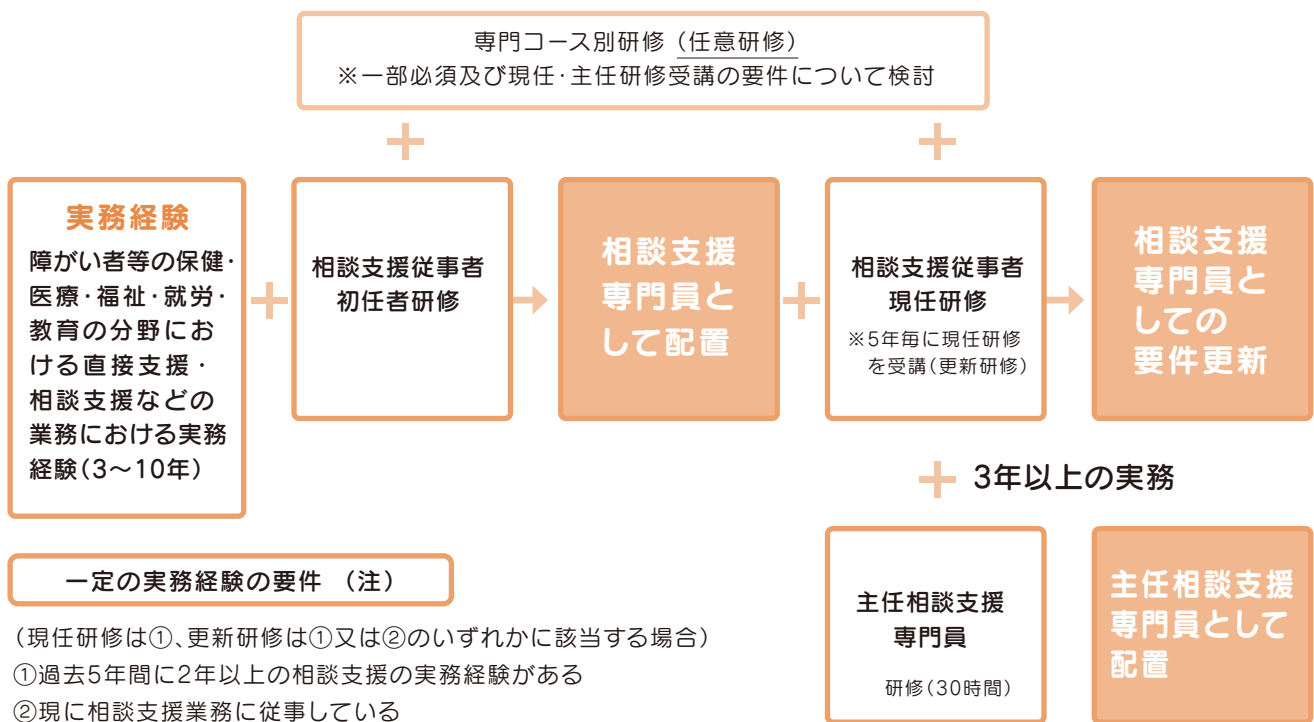 専門コース別研修（任意研修）
※一部必須及び現任・主任研修受講の要件について検討
＋
＋
実務経験
障がい者等の保健・
医療・福祉・就労・
教育の分野にお
ける直接支援・
相談支援などの
業務における実務
経験（3〜10年）
＋
相談支援従事者
初任者研修
→
相談支援
専門員と
して配置
＋
相談支援従事者
現任研修
※5年毎に現任研修
を受講（更新研修）
→
相談支援
専門員と
しての
要件更新
＋ 3年以上の実務
主任相談支援
専門員
研修（30時間）
主任相談支援
専門員として
配置
一定の実務経験の要件 （注）
（現任研修は①、更新研修は①又は②のいずれかに該当する場合）
①過去5年間に2年以上の相談支援の実務経験がある
②現に相談支援業務に従事している